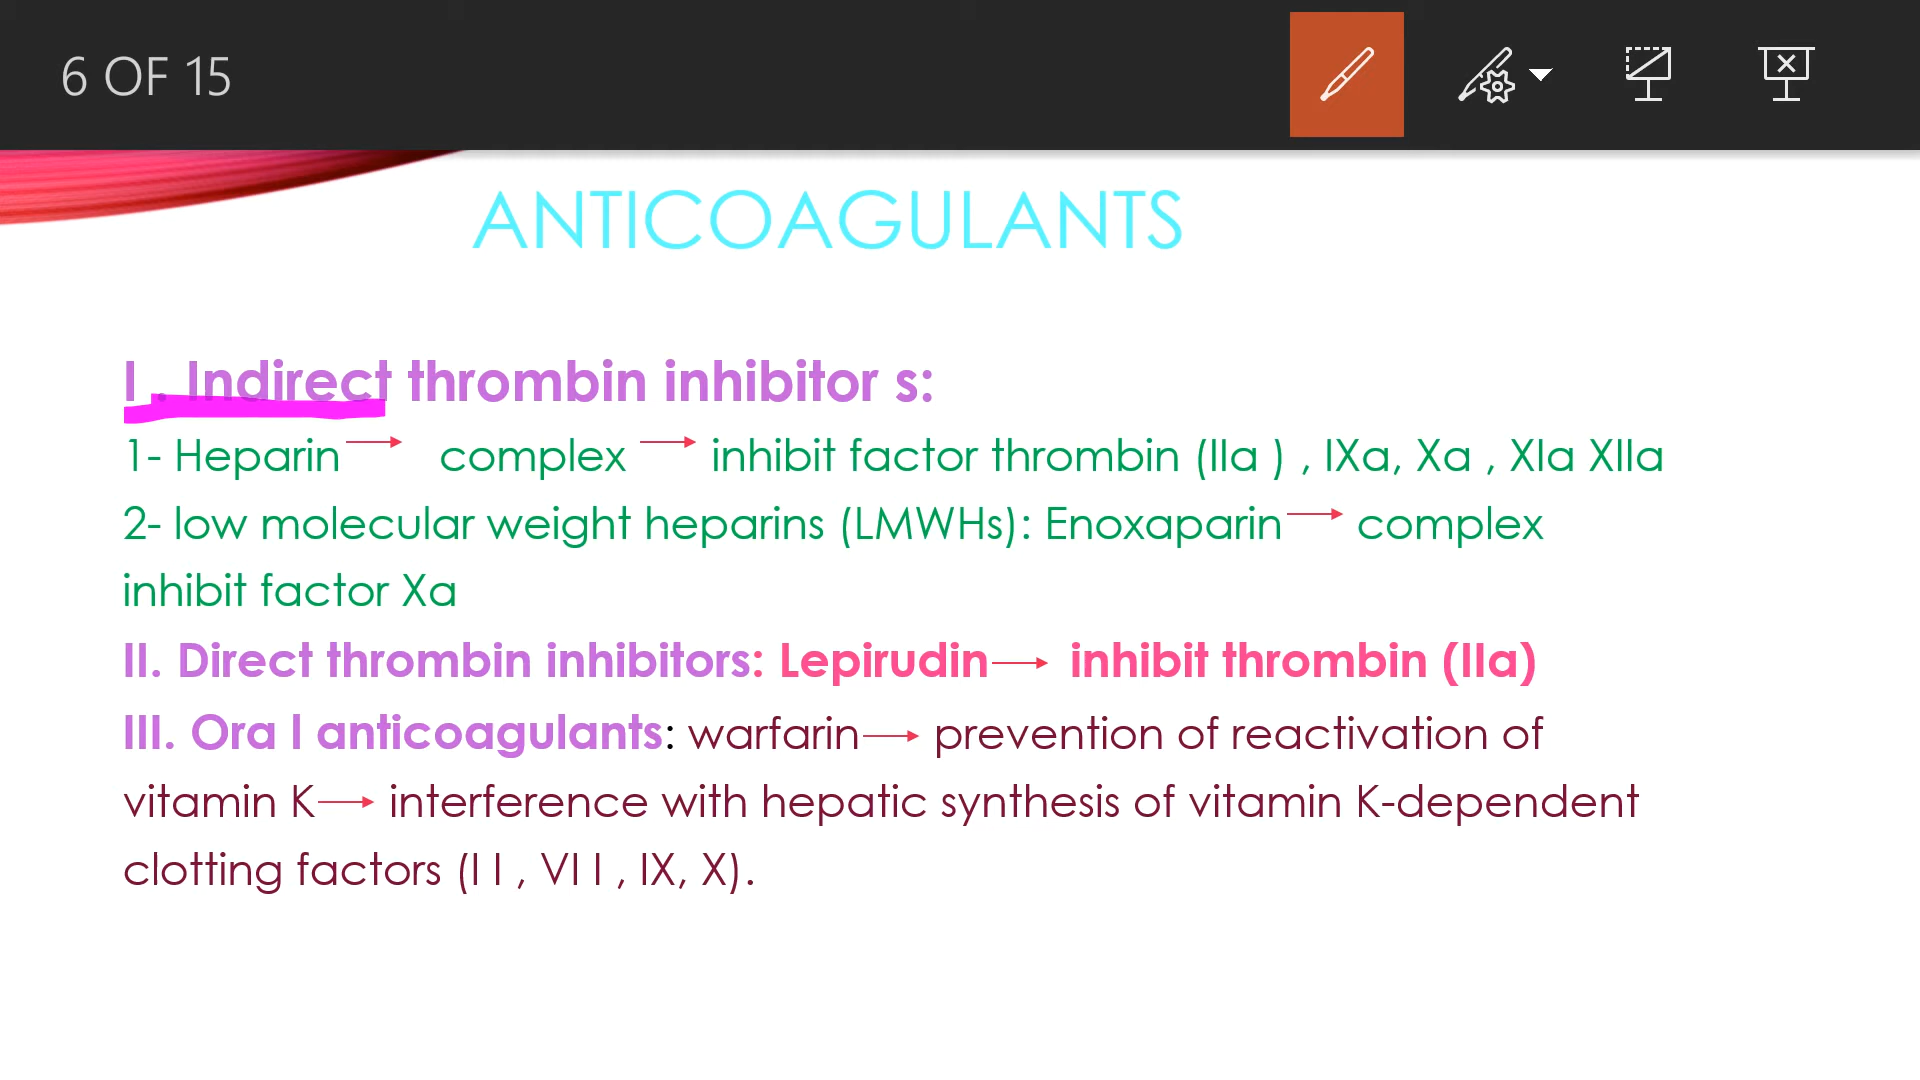 6 OF 15
ANTICOAGULANTS
I . Indirect thrombin inhibitor s:
1- Heparin → complex → inhibit factor thrombin (IIa ) , IXa, Xa , XIa XIIa
2- low molecular weight heparins (LMWHs): Enoxaparin → complex
inhibit factor Xa
II. Direct thrombin inhibitors: Lepirudin → inhibit thrombin (IIa)
III. Ora l anticoagulants: warfarin → prevention of reactivation of
vitamin K → interference with hepatic synthesis of vitamin K-dependent
clotting factors (I I , VI I , IX, X).